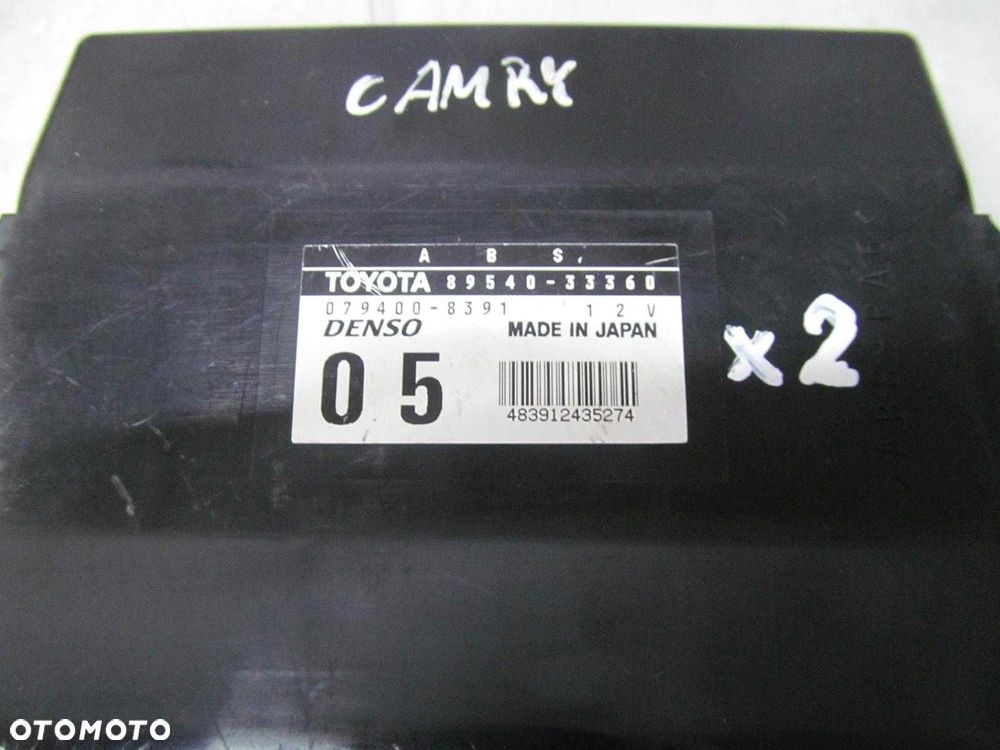 CAMRY
A B S
TOYOTA 89540-33360
079400-8391 12V
DENSO MADE IN JAPAN
05
483912435274
x2
OTOMOTO